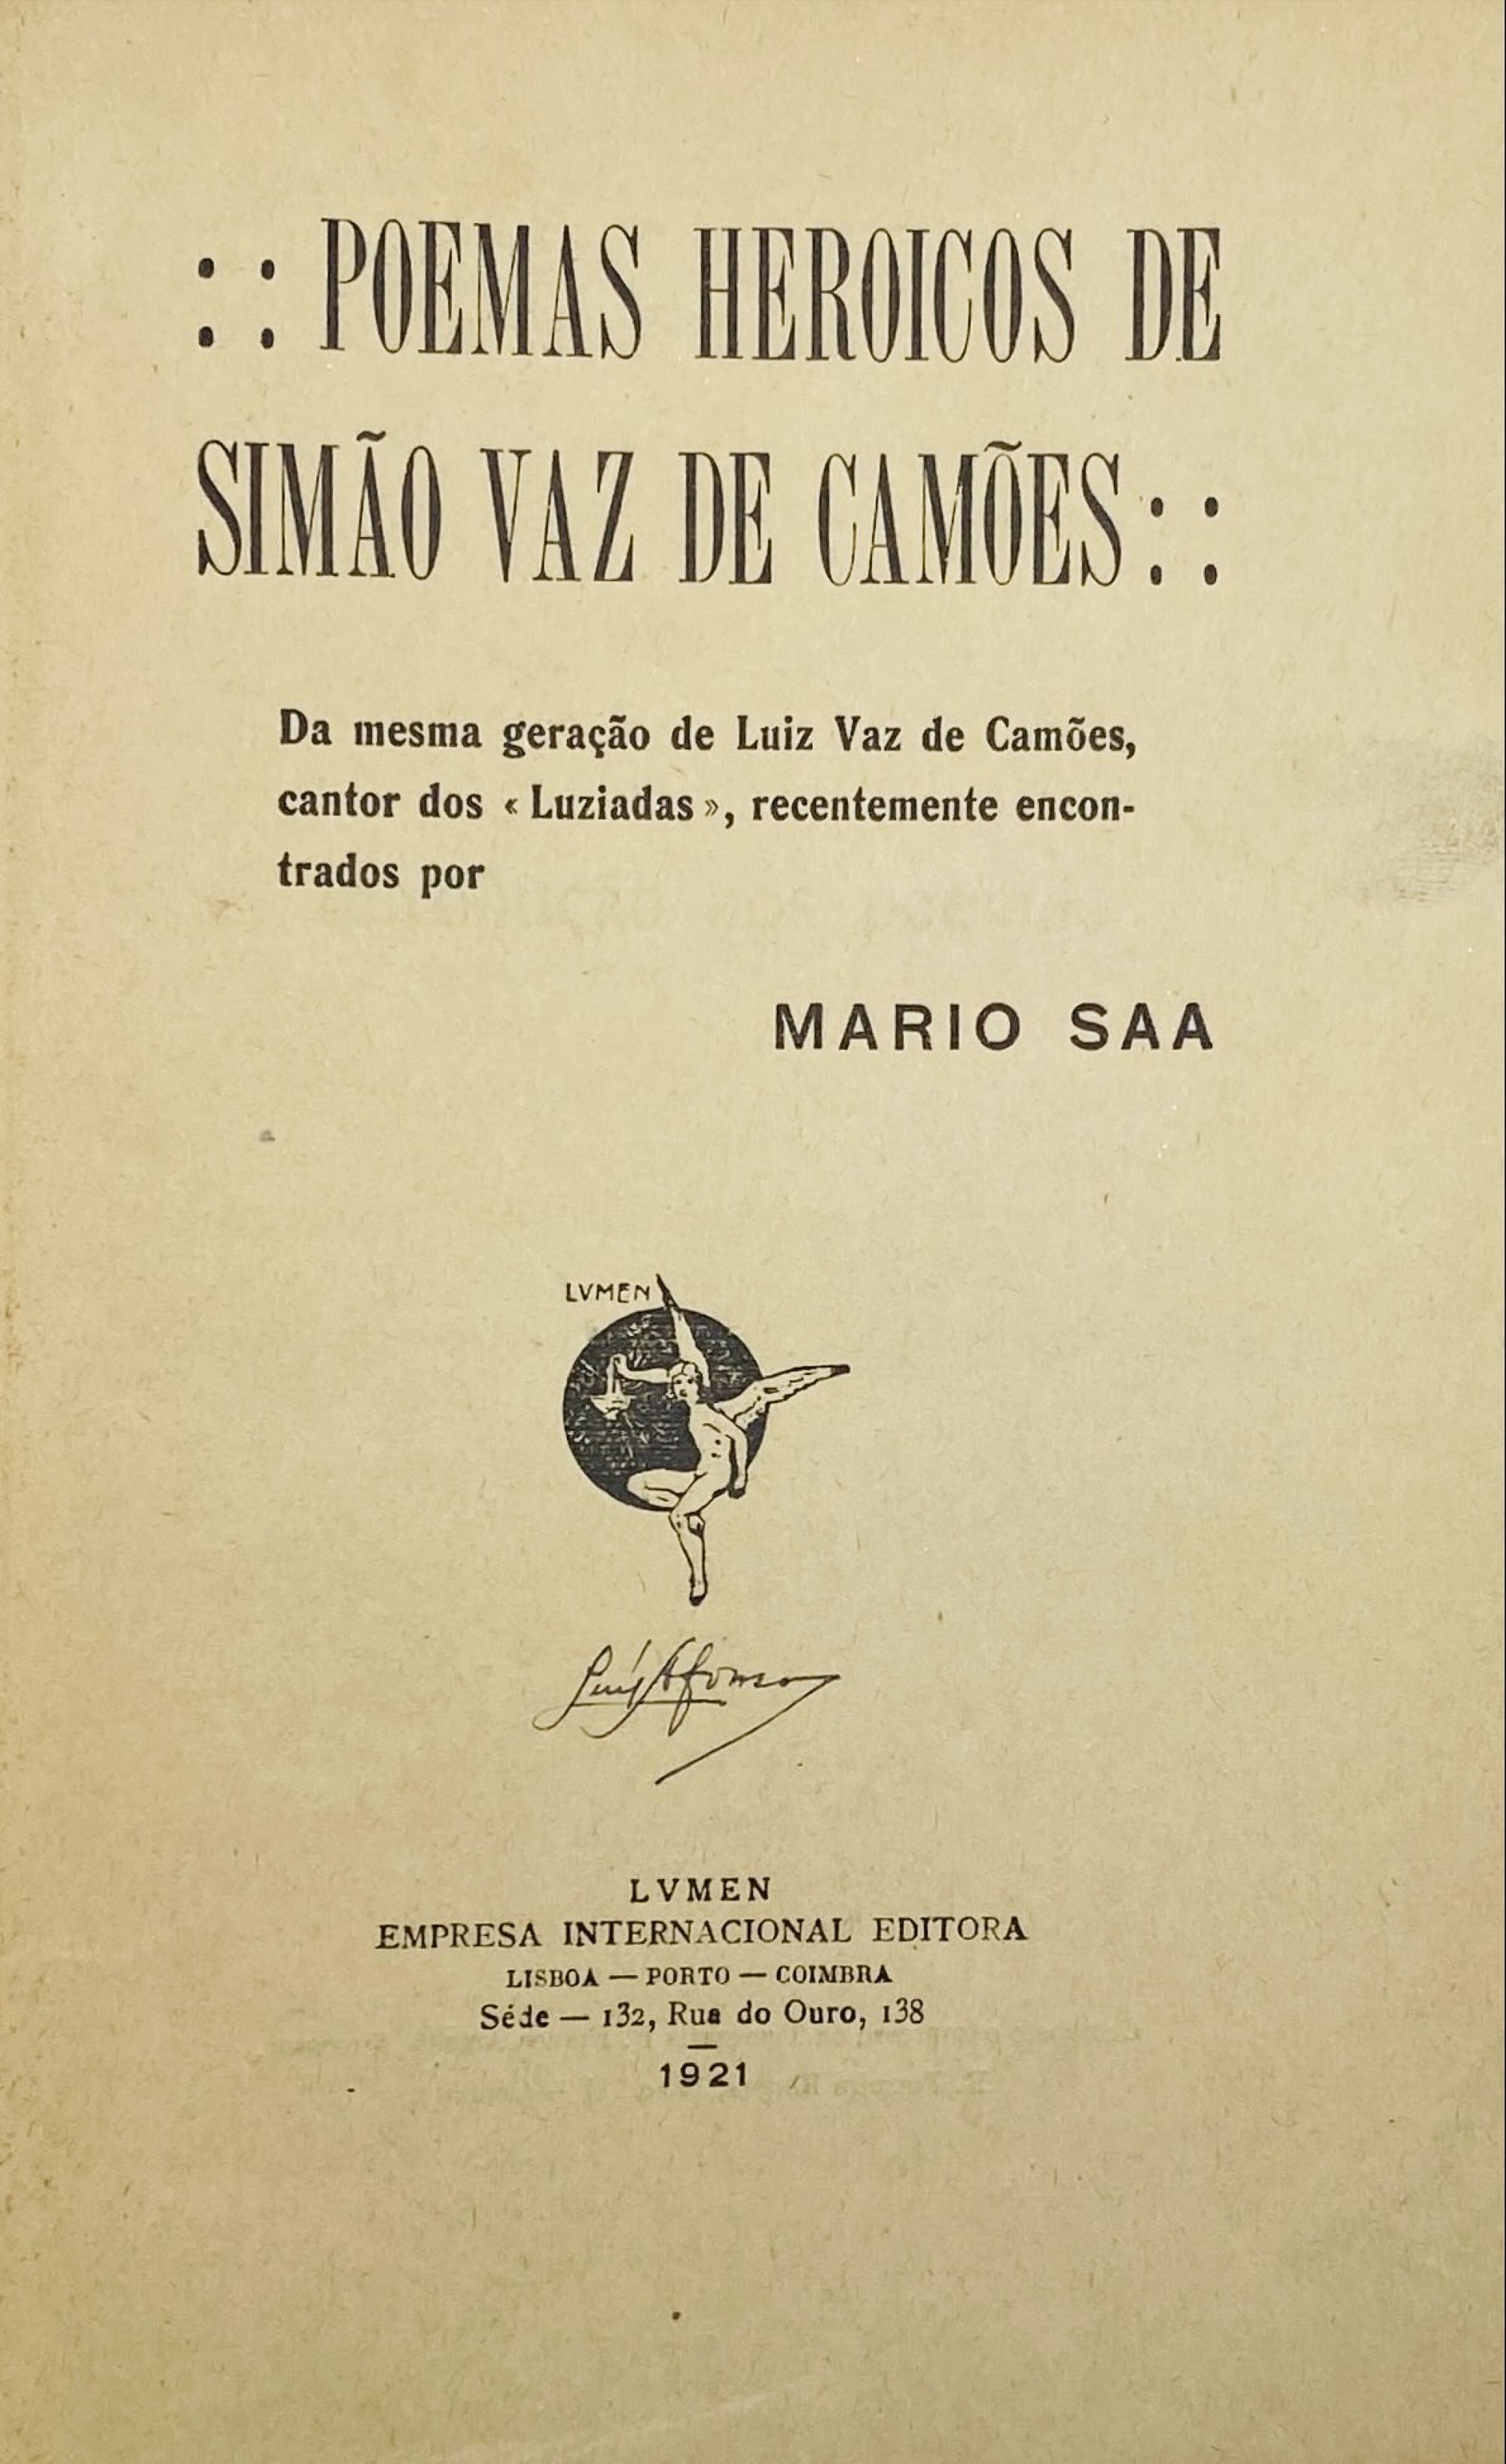 : : POEMAS HEROICOS DE
SIMÃO VAZ DE CAMÕES : :
Da mesma geração de Luiz Vaz de Camões,
cantor dos « Luziadas », recentemente encon-
trados por
MARIO SAA
LVMEN
Luís Afonso
LVMEN
EMPRESA INTERNACIONAL EDITORA
LISBOA — PORTO — COIMBRA
Séde — 132, Rua do Ouro, 138
1921